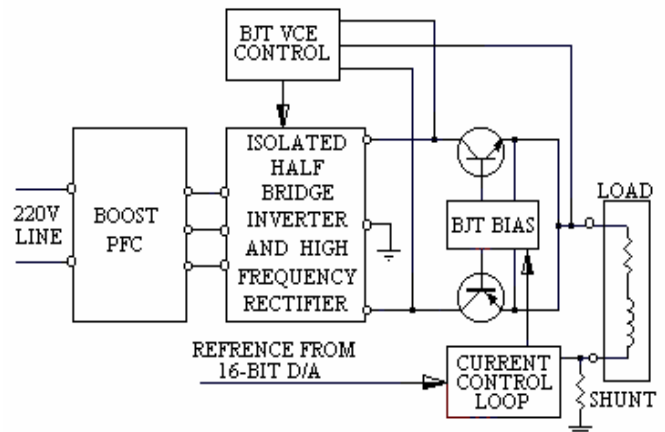 BJT VCE
CONTROL
ISOLATED
HALF
BRIDGE
INVERTER
AND HIGH
FREQUENCY
RECTIFIER
220V
LINE
BOOST
PFC
BJT BIAS
LOAD
REFRENCE FROM
16-BIT D/A
CURRENT
CONTROL
LOOP
SHUNT